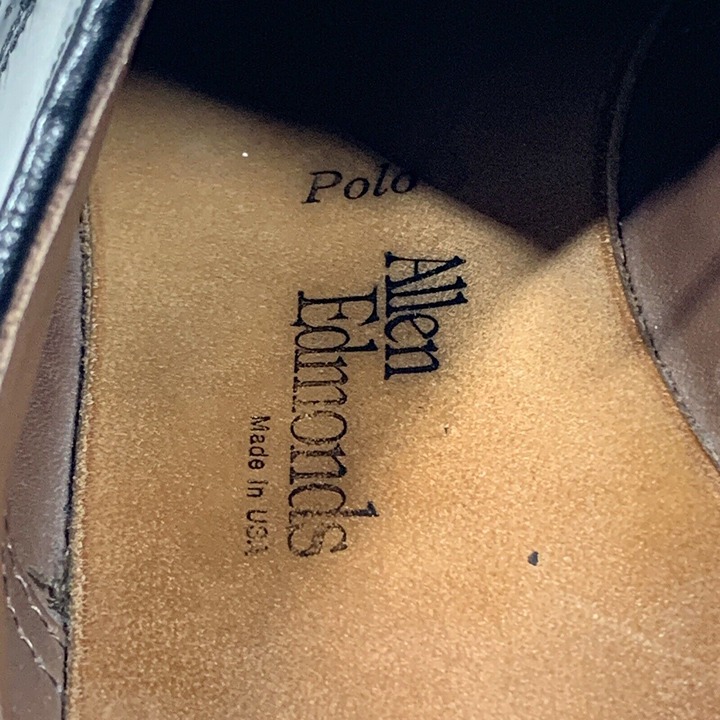 Polo
Allen
Edmonds
Made In USA